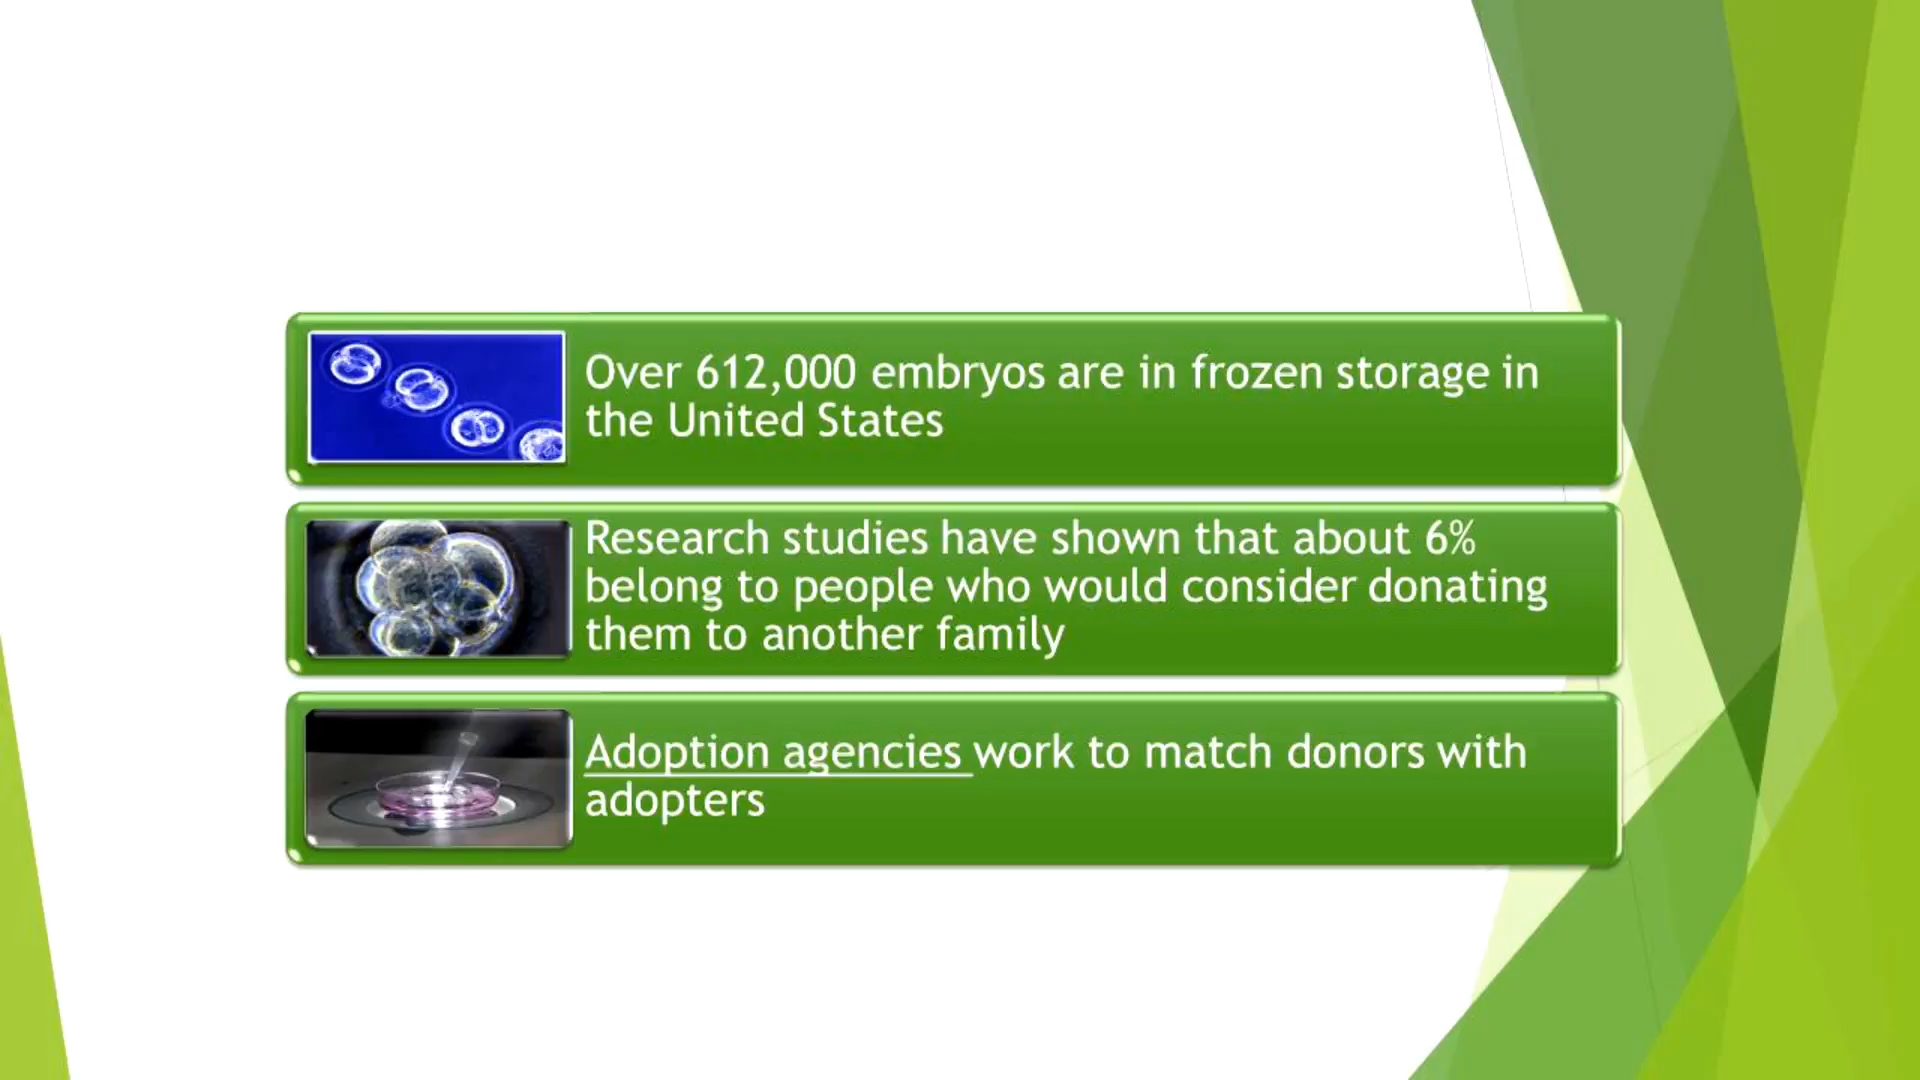 Over 612,000 embryos are in frozen storage in
the United States
Research studies have shown that about 6%
belong to people who would consider donating
them to another family
Adoption agencies work to match donors with
adopters